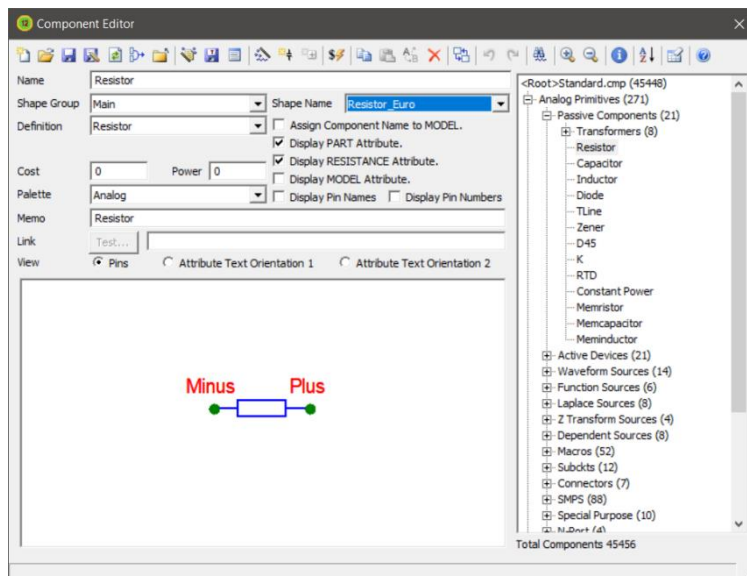 Component Editor
Name Resistor
Shape Group Main Shape Name Resistor_Euro
Definition Resistor Assign Component Name to MODEL.
Display PART Attribute.
Cost 0 Power 0 Display RESISTANCE Attribute.
Display MODEL Attribute.
Palette Analog Display Pin Names Display Pin Numbers
Memo Resistor
Link Test...
View Pins Attribute Text Orientation 1 Attribute Text Orientation 2
Minus Plus
<Root>Standard.cmp (45448)
Analog Primitives (271)
Passive Components (21)
Transformers (8)
Resistor
Capacitor
Inductor
Diode
TLine
Zener
D45
K
RTD
Constant Power
Memristor
Memcapacitor
Meminductor
Active Devices (21)
Waveform Sources (14)
Function Sources (6)
Laplace Sources (8)
Z Transform Sources (4)
Dependent Sources (8)
Macros (52)
Subckts (12)
Connectors (7)
SMPS (88)
Special Purpose (10)
N-Port (4)
Total Components 45456